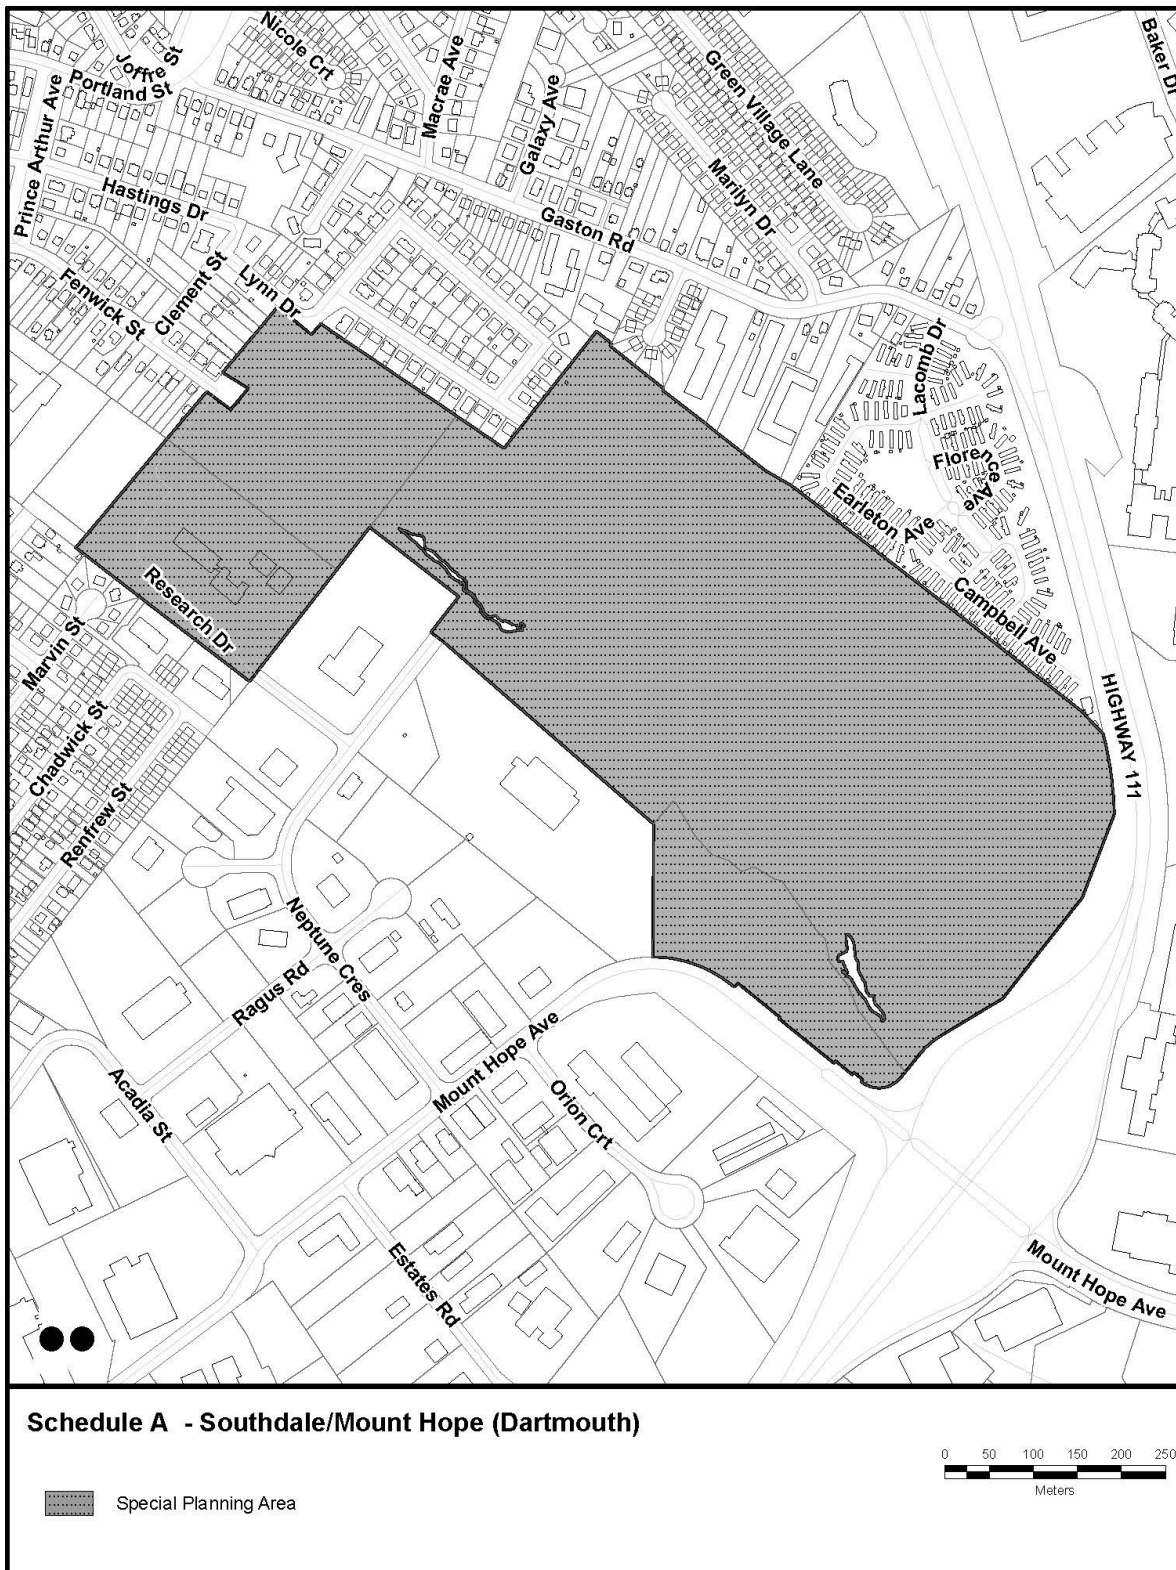 Nicole Crt
Joffre St
Portland St
Macrae Ave
Galaxy Ave
Green Village Lane
Baker Dr
Prince Arthur Ave
Hastings Dr
Marilyn Dr
Gaston Rd
Clement St
Lynn Dr
Fenwick St
Lacomb Dr
Florence Ave
Earleton Ave
Campbell Ave
Research Dr
Marvin St
Chadwick St
Renfrew St
HIGHWAY 111
Neptune Cres
Ragus Rd
Mount Hope Ave
Acadia St
Orion Crt
Estates Rd
Mount Hope Ave
Schedule A - Southdale/Mount Hope (Dartmouth)
0 50 100 150 200 250
Meters
Special Planning Area